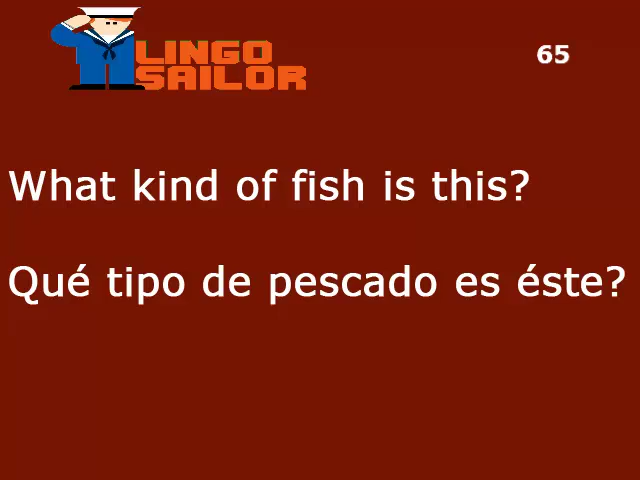 LINGO
SAILOR
65
What kind of fish is this?
Qué tipo de pescado es éste?